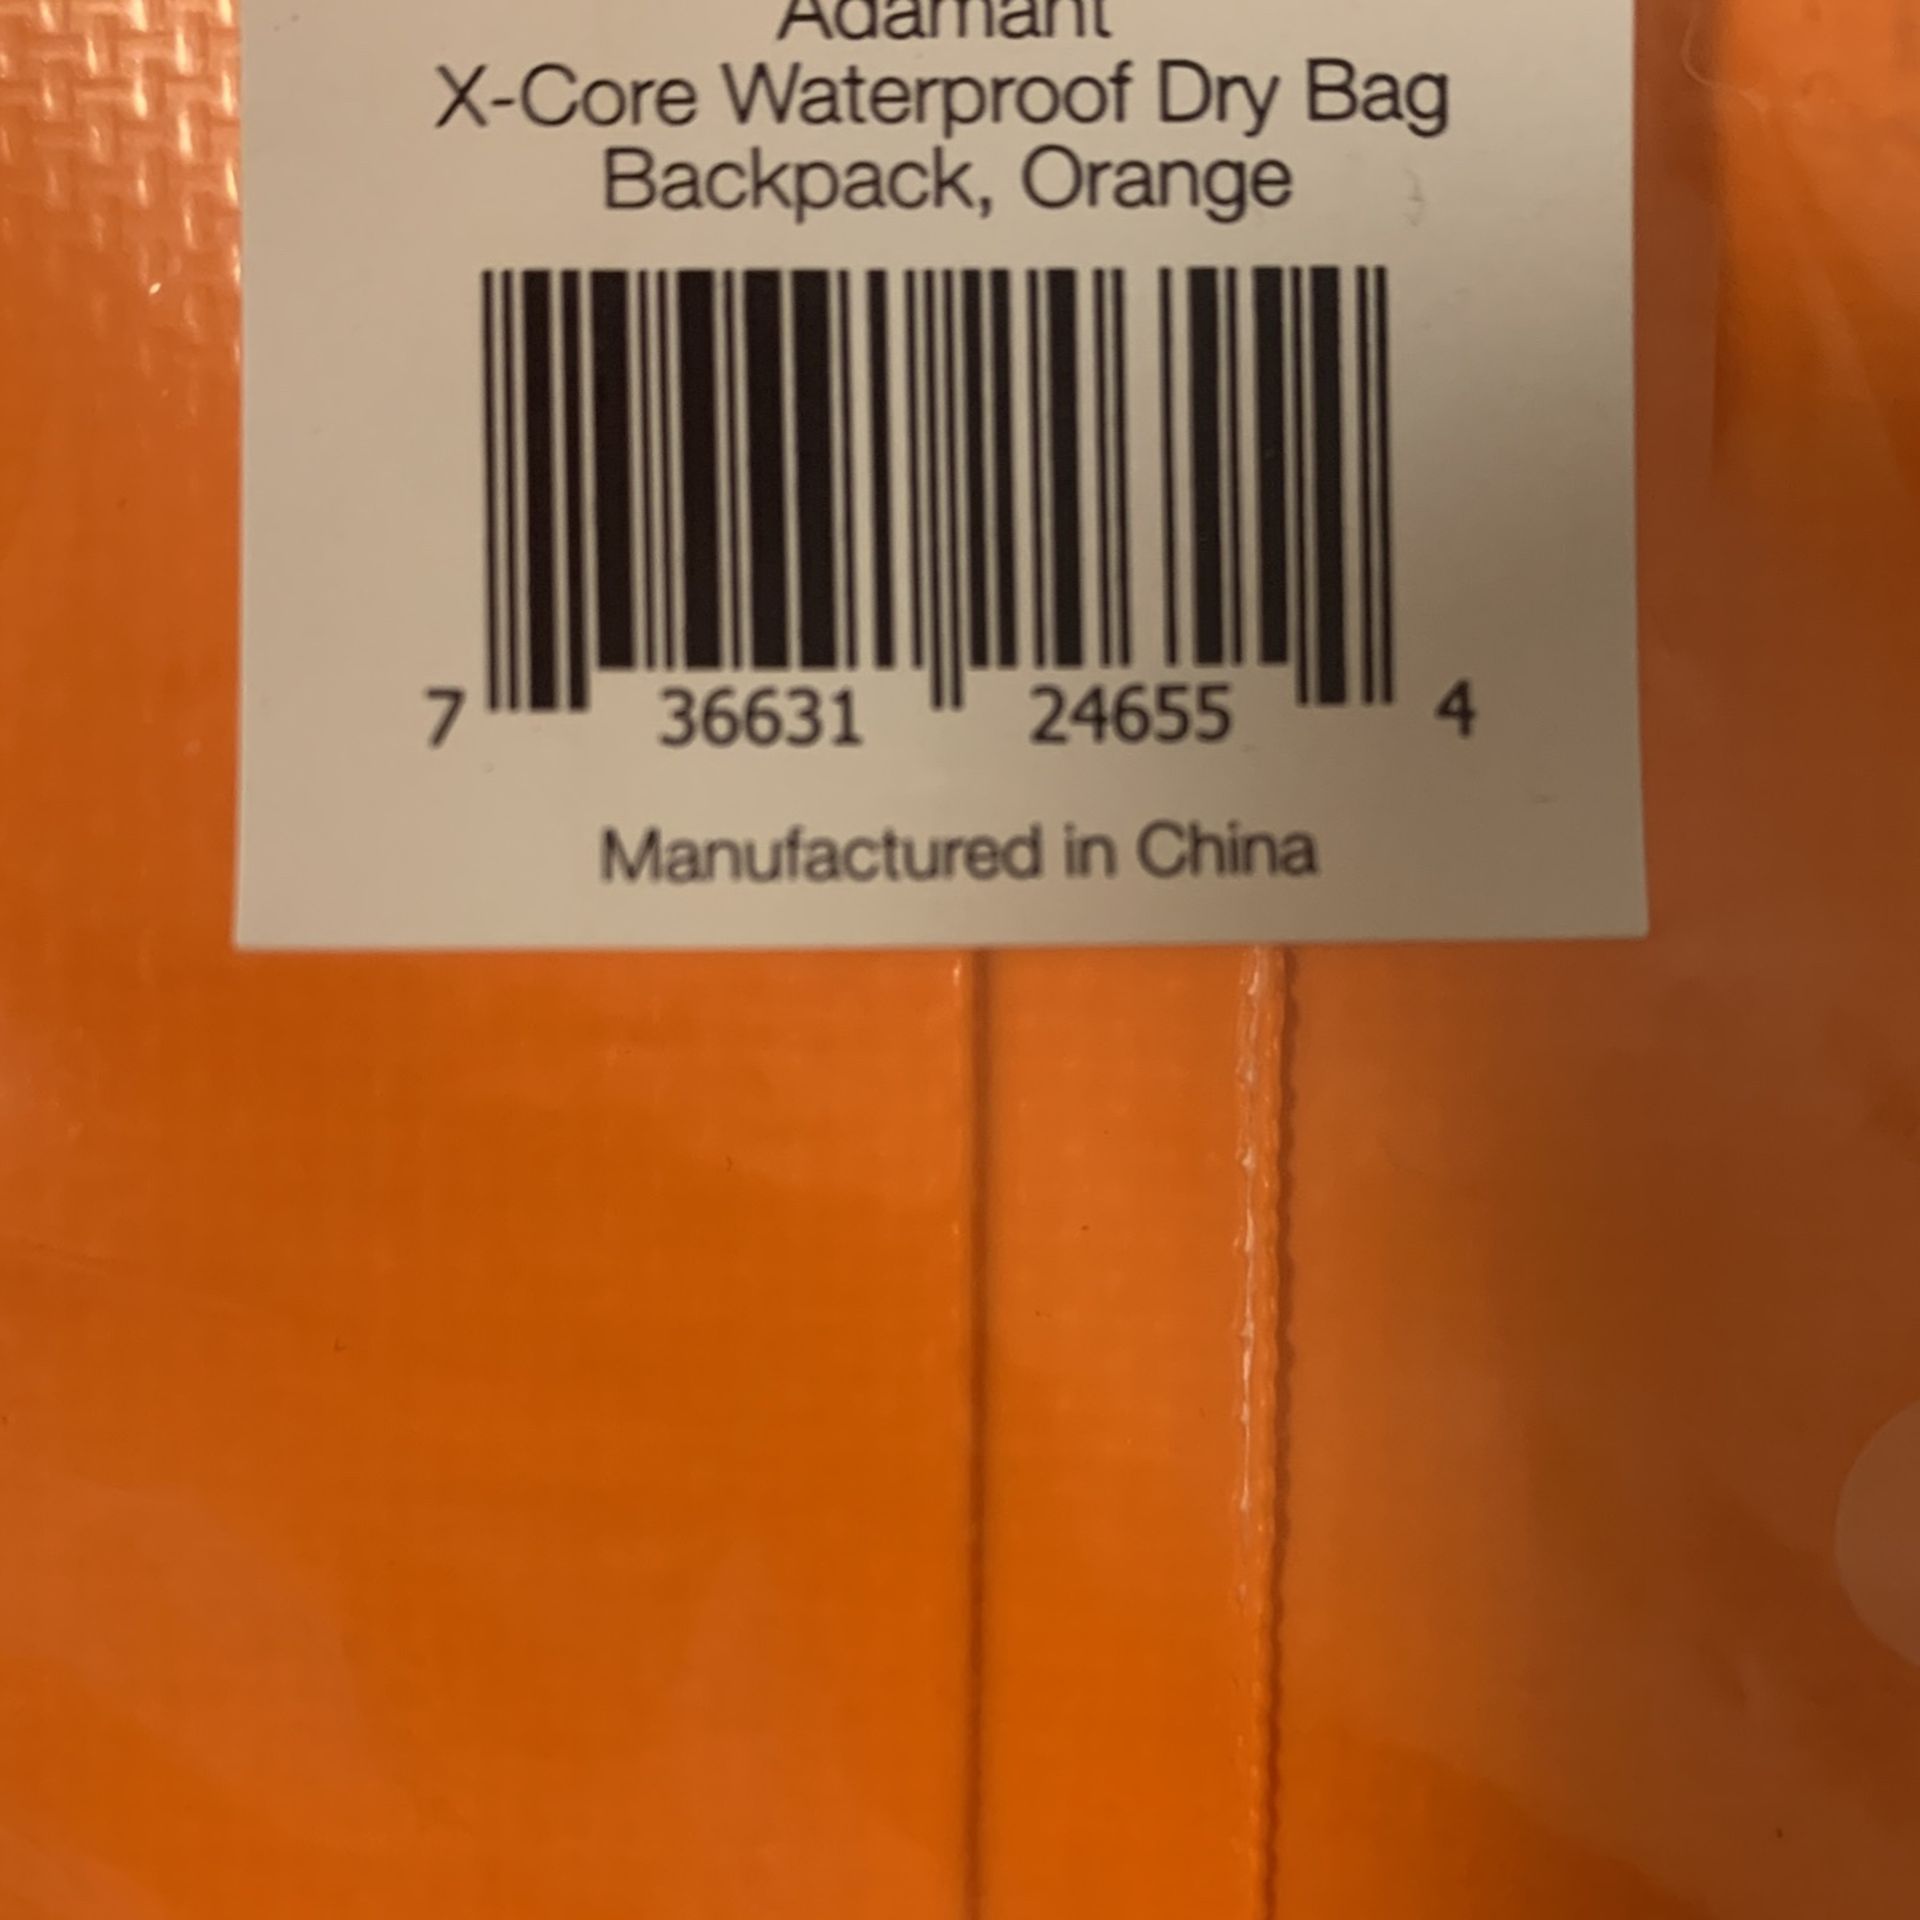 Adamant
X-Core Waterproof Dry Bag
Backpack, Orange
7 36631 24655 4
Manufactured in China